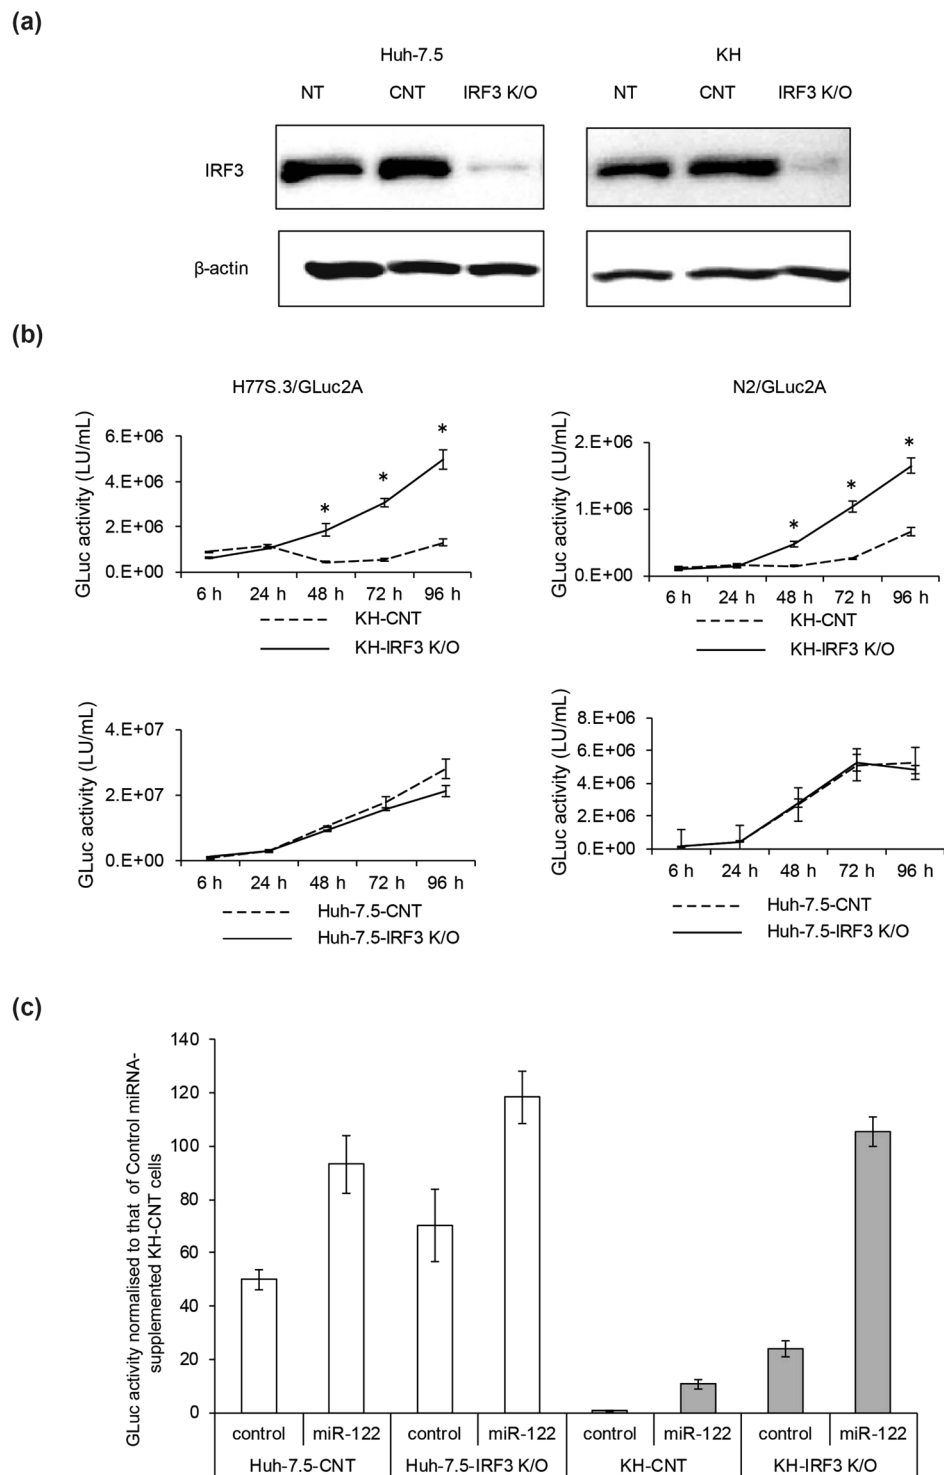 (a)
Huh-7.5 KH
NT CNT IRF3 K/O NT CNT IRF3 K/O
IRF3
β-actin
(b)
H77S.3/GLuc2A
GLuc activity (LU/mL)
6.E+06
4.E+06
2.E+06
0.E+00
* * *
6 h 24 h 48 h 72 h 96 h
KH-CNT
KH-IRF3 K/O
N2/GLuc2A
GLuc activity (LU/mL)
2.E+06
1.E+06
0.E+00
* * *
6 h 24 h 48 h 72 h 96 h
KH-CNT
KH-IRF3 K/O
GLuc activity (LU/mL)
4.E+07
2.E+07
0.E+00
6 h 24 h 48 h 72 h 96 h
Huh-7.5-CNT
Huh-7.5-IRF3 K/O
GLuc activity (LU/mL)
8.E+06
6.E+06
4.E+06
2.E+06
0.E+00
6 h 24 h 48 h 72 h 96 h
Huh-7.5-CNT
Huh-7.5-IRF3 K/O
(c)
GLuc activity normalised to that of Control miRNA-
supplemented KH-CNT cells
140
120
100
80
60
40
20
0
control miR-122 control miR-122 control miR-122 control miR-122
Huh-7.5-CNT Huh-7.5-IRF3 K/O KH-CNT KH-IRF3 K/O